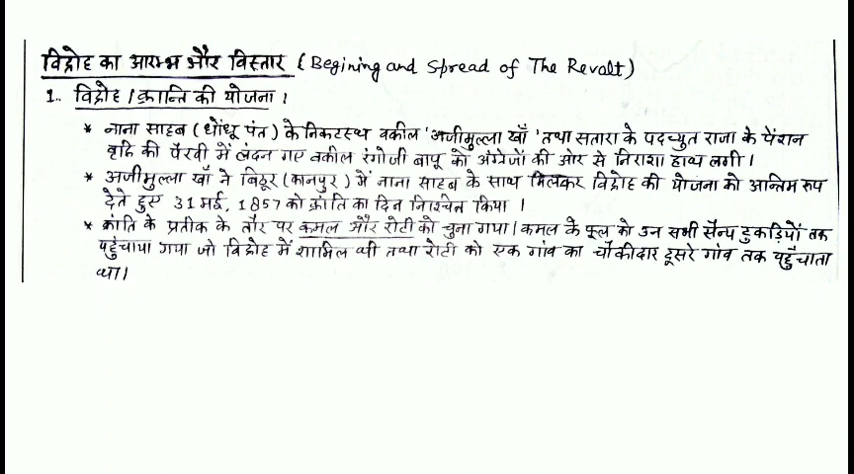 विद्रोह का आरम्भ और विस्तार (Begining and Spread of The Revolt)
1. विद्रोह / क्रान्ति की योजना ।
* नाना साहब (धोंधू पंत) के निकटस्थ वकील 'अजीमुल्ला खाँ' तथा सतारा के पदच्युत राजा के पेंशन
वृद्दि की पैरवी में लंदन गए वकील रंगोजी बापू को अंग्रेजों की ओर से निराशा हाथ लगी ।
* अजीमुल्ला खाँ ने बिठूर (कानपुर) में नाना साहब के साथ मिलकर विद्रोह की योजना को अन्तिम रूप
देते हुए 31 मई, 1857 को क्रांति का दिन निश्चित किया ।
* क्रांति के प्रतीक के तौर पर कमल और रोटी को चुना गया। कमल के फूल को उन सभी सैन्य टुकड़ियों तक
पहुँचाया गया जो विद्रोह में शामिल थी तथा रोटी को एक गांव का चौकीदार दूसरे गांव तक पहुँचाता
था।